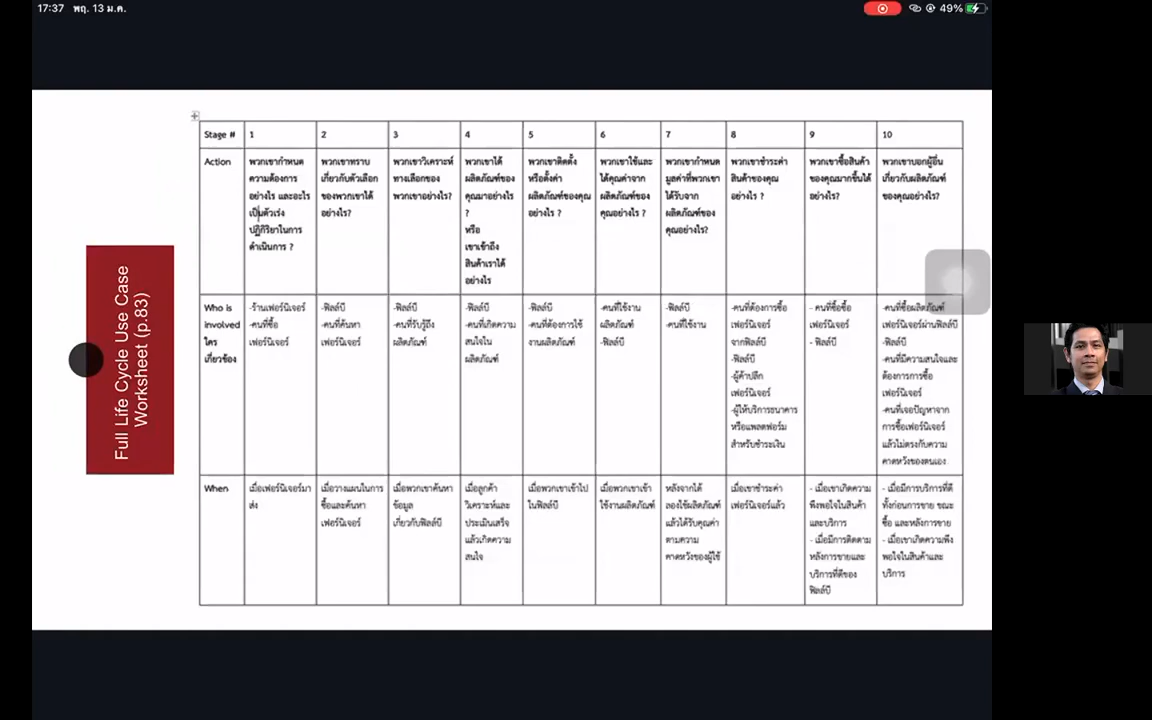 17:37 พฤ. 13 ม.ค.
49%
Full Life Cycle Use Case
Worksheet (p.83)
Stage #
1
2
3
4
5
6
7
8
9
10
Action
พวกเขากำหนด
ความต้องการ
อย่างไร และอะไร
เป็นตัวเร่ง
ปฏิกิริยาในการ
ดำเนินการ ?
พวกเขาทราบ
เกี่ยวกับตัวเลือก
ของพวกเขาได้
อย่างไร?
พวกเขาวิเคราะห์
ทางเลือกของ
พวกเขาอย่างไร?
พวกเขาได้
ผลิตภัณฑ์ของ
คุณมาอย่างไร
?
หรือ
เขาเข้าถึง
สินค้าเราได้
อย่างไร
พวกเขาติดตั้ง
หรือตั้งค่า
ผลิตภัณฑ์ของคุณ
อย่างไร ?
พวกเขาใช้และ
ได้คุณค่าจาก
ผลิตภัณฑ์ของ
คุณอย่างไร ?
พวกเขากำหนด
มูลค่าที่พวกเขา
ได้รับจาก
ผลิตภัณฑ์ของ
คุณอย่างไร?
พวกเขาชำระค่า
สินค้าของคุณ
อย่างไร ?
พวกเขาซื้อสินค้า
ของคุณมากขึ้นได้
อย่างไร?
พวกเขาบอกผู้อื่น
เกี่ยวกับผลิตภัณฑ์
ของคุณอย่างไร?
Who is
involved
ใคร
เกี่ยวข้อง
-ร้านเฟอร์นิเจอร์
-คนที่ซื้อ
เฟอร์นิเจอร์
-ฟิลล์บี
-คนที่ค้นหา
เฟอร์นิเจอร์
-ฟิลล์บี
-คนที่รับรู้ถึง
ผลิตภัณฑ์
-ฟิลล์บี
-คนที่เกิดความ
สนใจใน
ผลิตภัณฑ์
-ฟิลล์บี
-คนที่ต้องการใช้
งานผลิตภัณฑ์
-คนที่ใช้งาน
ผลิตภัณฑ์
-ฟิลล์บี
-ฟิลล์บี
-คนที่ใช้งาน
-คนที่ต้องการซื้อ
เฟอร์นิเจอร์
จากฟิลล์บี
-ฟิลล์บี
-ผู้ค้าปลีก
เฟอร์นิเจอร์
-ผู้ให้บริการธนาคาร
หรือแพลตฟอร์ม
สำหรับชำระเงิน
- คนที่ซื้อซื้อ
เฟอร์นิเจอร์
- ฟิลล์บี
-คนที่ซื้อผลิตภัณฑ์
เฟอร์นิเจอร์ผ่านฟิลล์บี
-ฟิลล์บี
-คนที่มีความสนใจและ
ต้องการการซื้อ
เฟอร์นิเจอร์
-คนที่เจอปัญหาจาก
การซื้อเฟอร์นิเจอร์
แล้วไม่ตรงกับความ
คาดหวังของตนเอง
When
เมื่อเฟอร์นิเจอร์มา
ส่ง
เมื่อวางแผนในการ
ซื้อและค้นหา
เฟอร์นิเจอร์
เมื่อพวกเขาค้นหา
ข้อมูล
เกี่ยวกับฟิลล์บี
เมื่อลูกค้า
วิเคราะห์และ
ประเมินเสร็จ
แล้วเกิดความ
สนใจ
เมื่อพวกเขาเข้าไป
ในฟิลล์บี
เมื่อพวกเขาเข้า
ใช้งานผลิตภัณฑ์
หลังจากได้
ลองใช้ผลิตภัณฑ์
แล้วได้รับคุณค่า
ตามความ
คาดหวังของผู้ใช้
เมื่อเขาชำระค่า
เฟอร์นิเจอร์แล้ว
- เมื่อเขาเกิดความ
พึงพอใจในสินค้า
และบริการ
- เมื่อมีการติดตาม
หลังการขายและ
บริการที่ดีของ
ฟิลล์บี
- เมื่อมีการบริการที่ดี
ทั้งก่อนการขาย ขณะ
ซื้อ และหลังการขาย
- เมื่อเขาเกิดความพึง
พอใจในสินค้าและ
บริการ